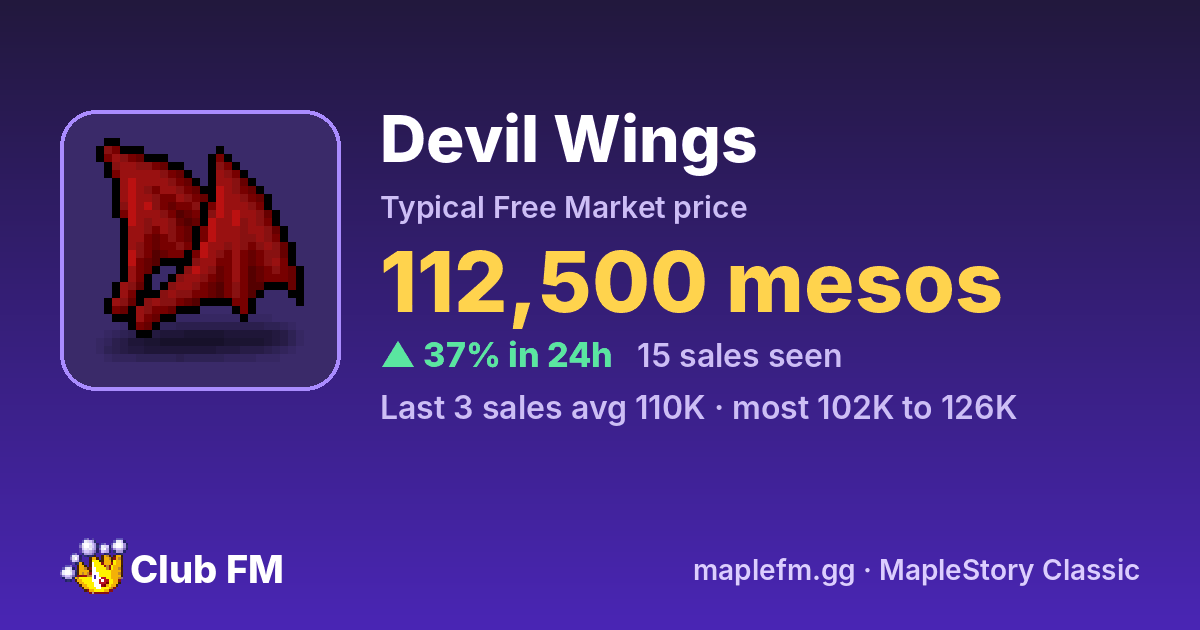 Devil Wings
Typical Free Market price
112,500 mesos
▲ 37% in 24h 15 sales seen
Last 3 sales avg 110K · most 102K to 126K
Club FM
maplefm.gg · MapleStory Classic